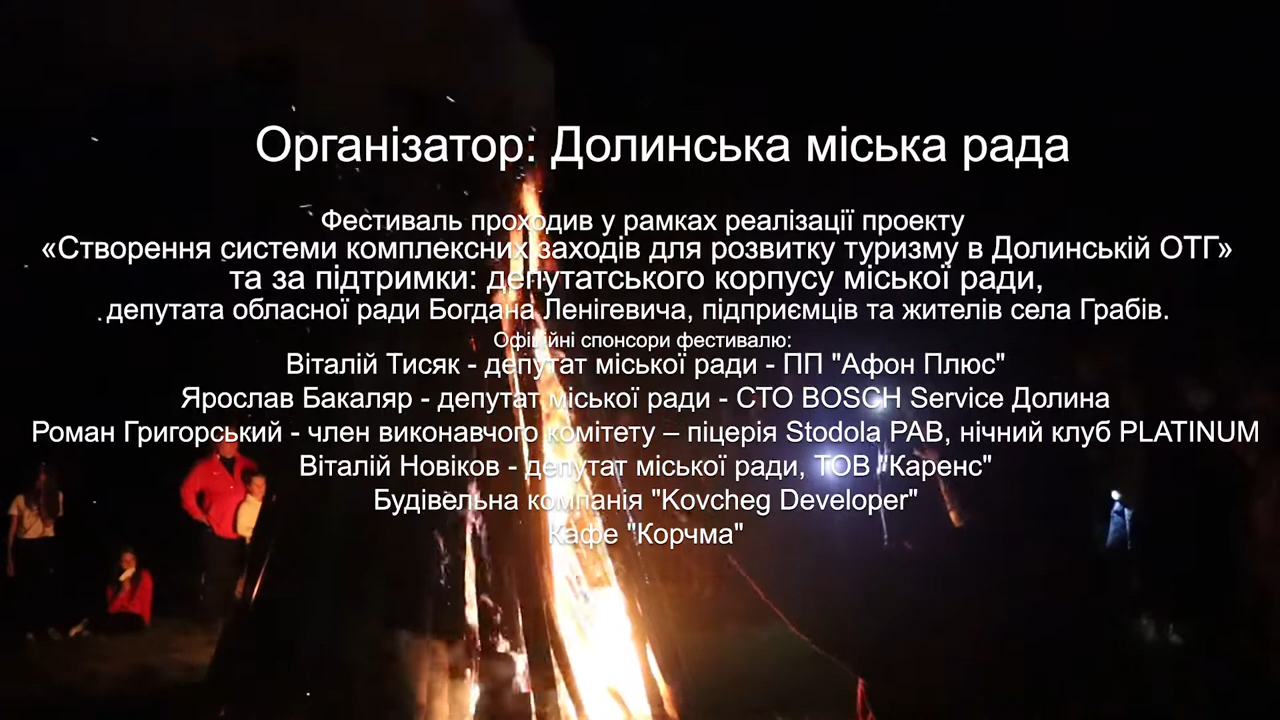 Організатор: Долинська міська рада
Фестиваль проходив у рамках реалізації проекту
«Створення системи комплексних заходів для розвитку туризму в Долинській ОТГ»
та за підтримки: депутатського корпусу міської ради,
депутата обласної ради Богдана Ленігевича, підприємців та жителів села Грабів.
Офіційні спонсори фестивалю:
Віталій Тисяк - депутат міської ради - ПП "Афон Плюс"
Ярослав Бакаляр - депутат міської ради - СТО BOSCH Service Долина
Роман Григорський - член виконавчого комітету – піцерія Stodola PAB, нічний клуб PLATINUM
Віталій Новіков - депутат міської ради, ТОВ "Каренс"
Будівельна компанія "Kovcheg Developer"
Кафе "Корчма"